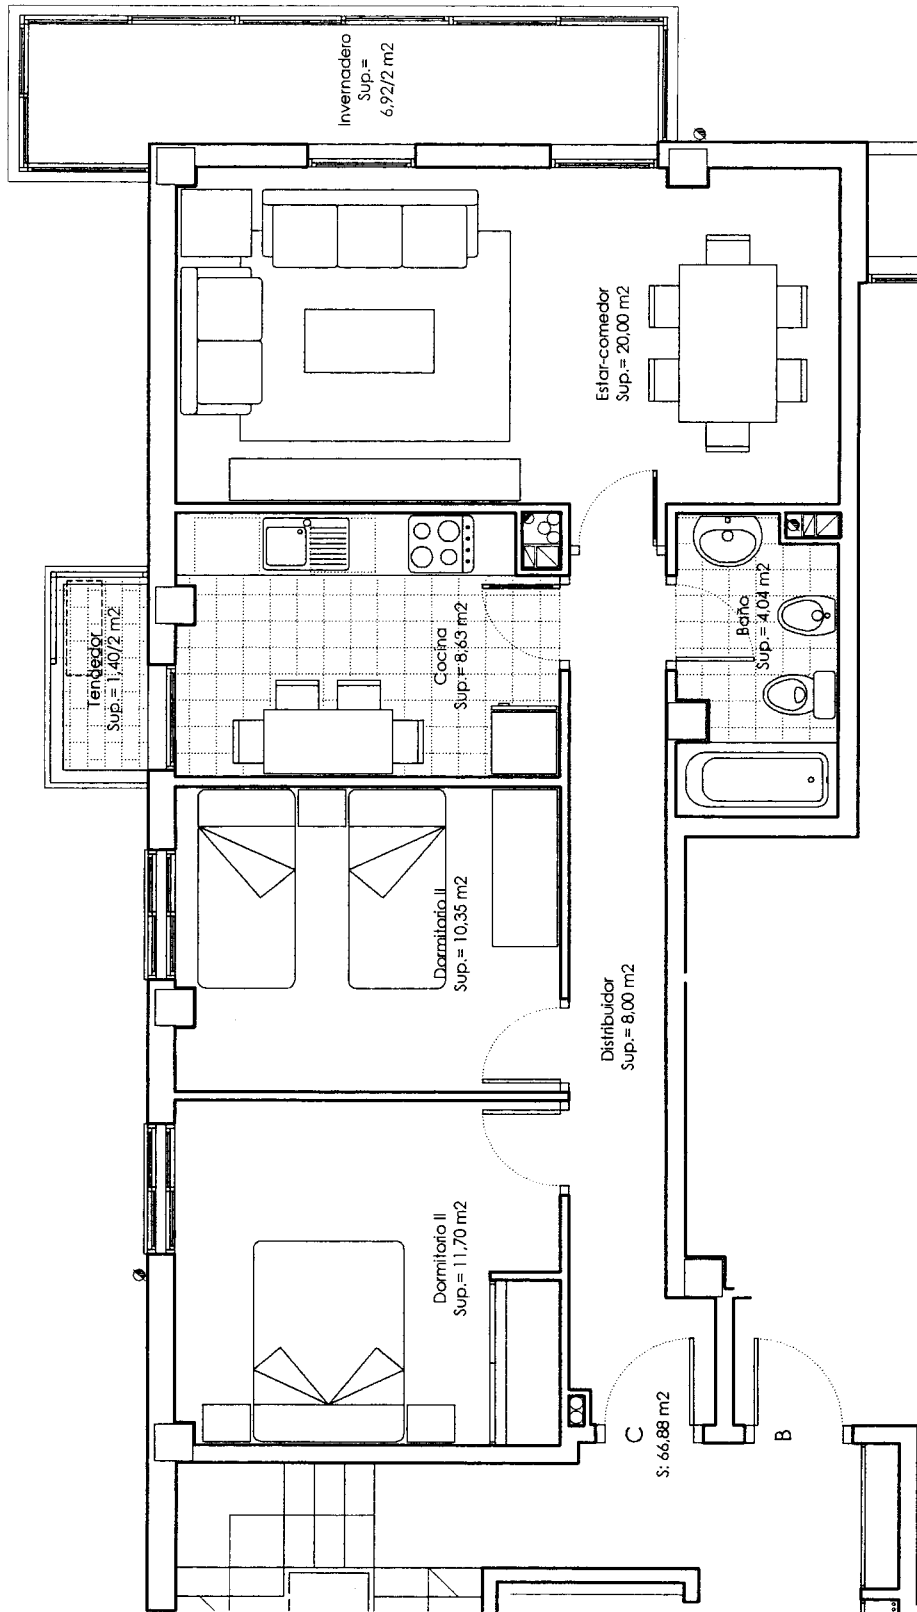 Invernadero
Sup.=
6,92/2 m2
Estar-comedor
Sup.= 20,00 m2
Tendedor
Sup.= 1,40/2 m2
Cocina
Sup.= 8,63 m2
Baño
Sup.= 4,04 m2
Dormitorio II
Sup.= 10,35 m2
Distribuidor
Sup.= 8,00 m2
Dormitorio II
Sup.= 11,70 m2
C
S: 66,88 m2
B